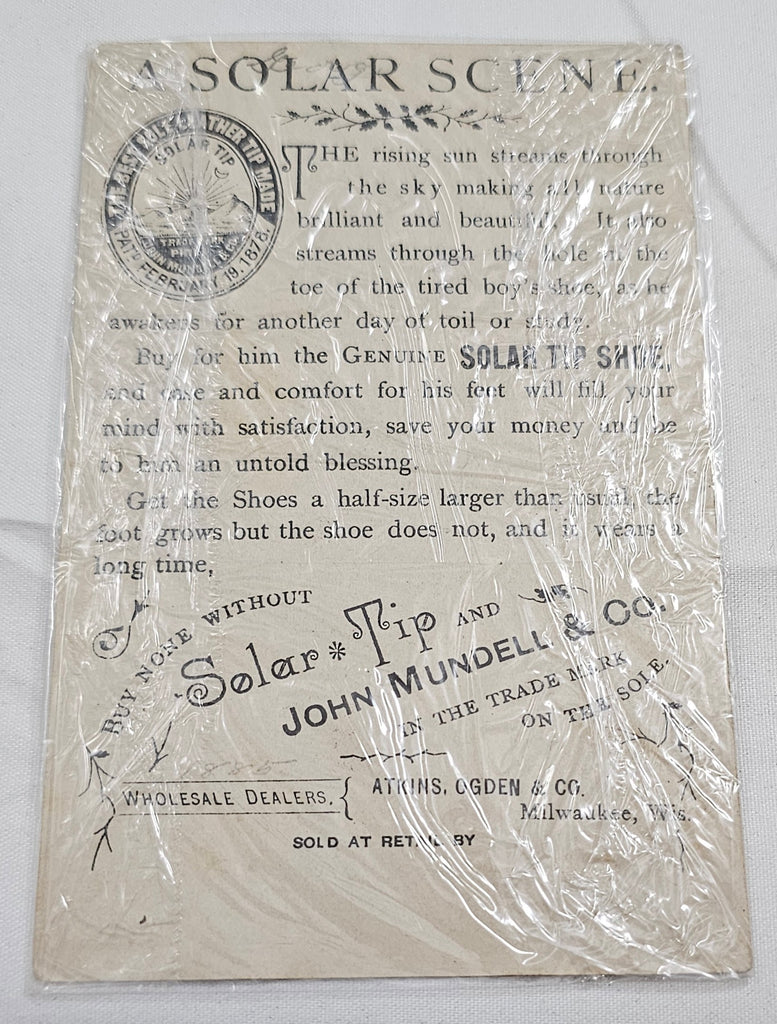 A SOLAR SCENE.
SOLAR TIP
TRADE MARK
JOHN MUNDELL & CO.
PAT'D FEBRUARY 19, 1878.
THE rising sun streams through
the sky making all nature
brilliant and beautiful. It also
streams through the hole in the
toe of the tired boy's shoe, as he
awakens for another day of toil or study.
Buy for him the GENUINE SOLAR TIP SHOE,
and ease and comfort for his feet will fill your
mind with satisfaction, save your money and be
to him an untold blessing.
Get the Shoes a half-size larger than usual, the
foot grows but the shoe does not, and it wears a
long time,
BUY NONE WITHOUT
Solar * Tip AND
JOHN MUNDELL & CO.
IN THE TRADE MARK
ON THE SOLE.
WHOLESALE DEALERS, { ATKINS, OGDEN & CO.
Milwaukee, Wis.
SOLD AT RETAIL BY